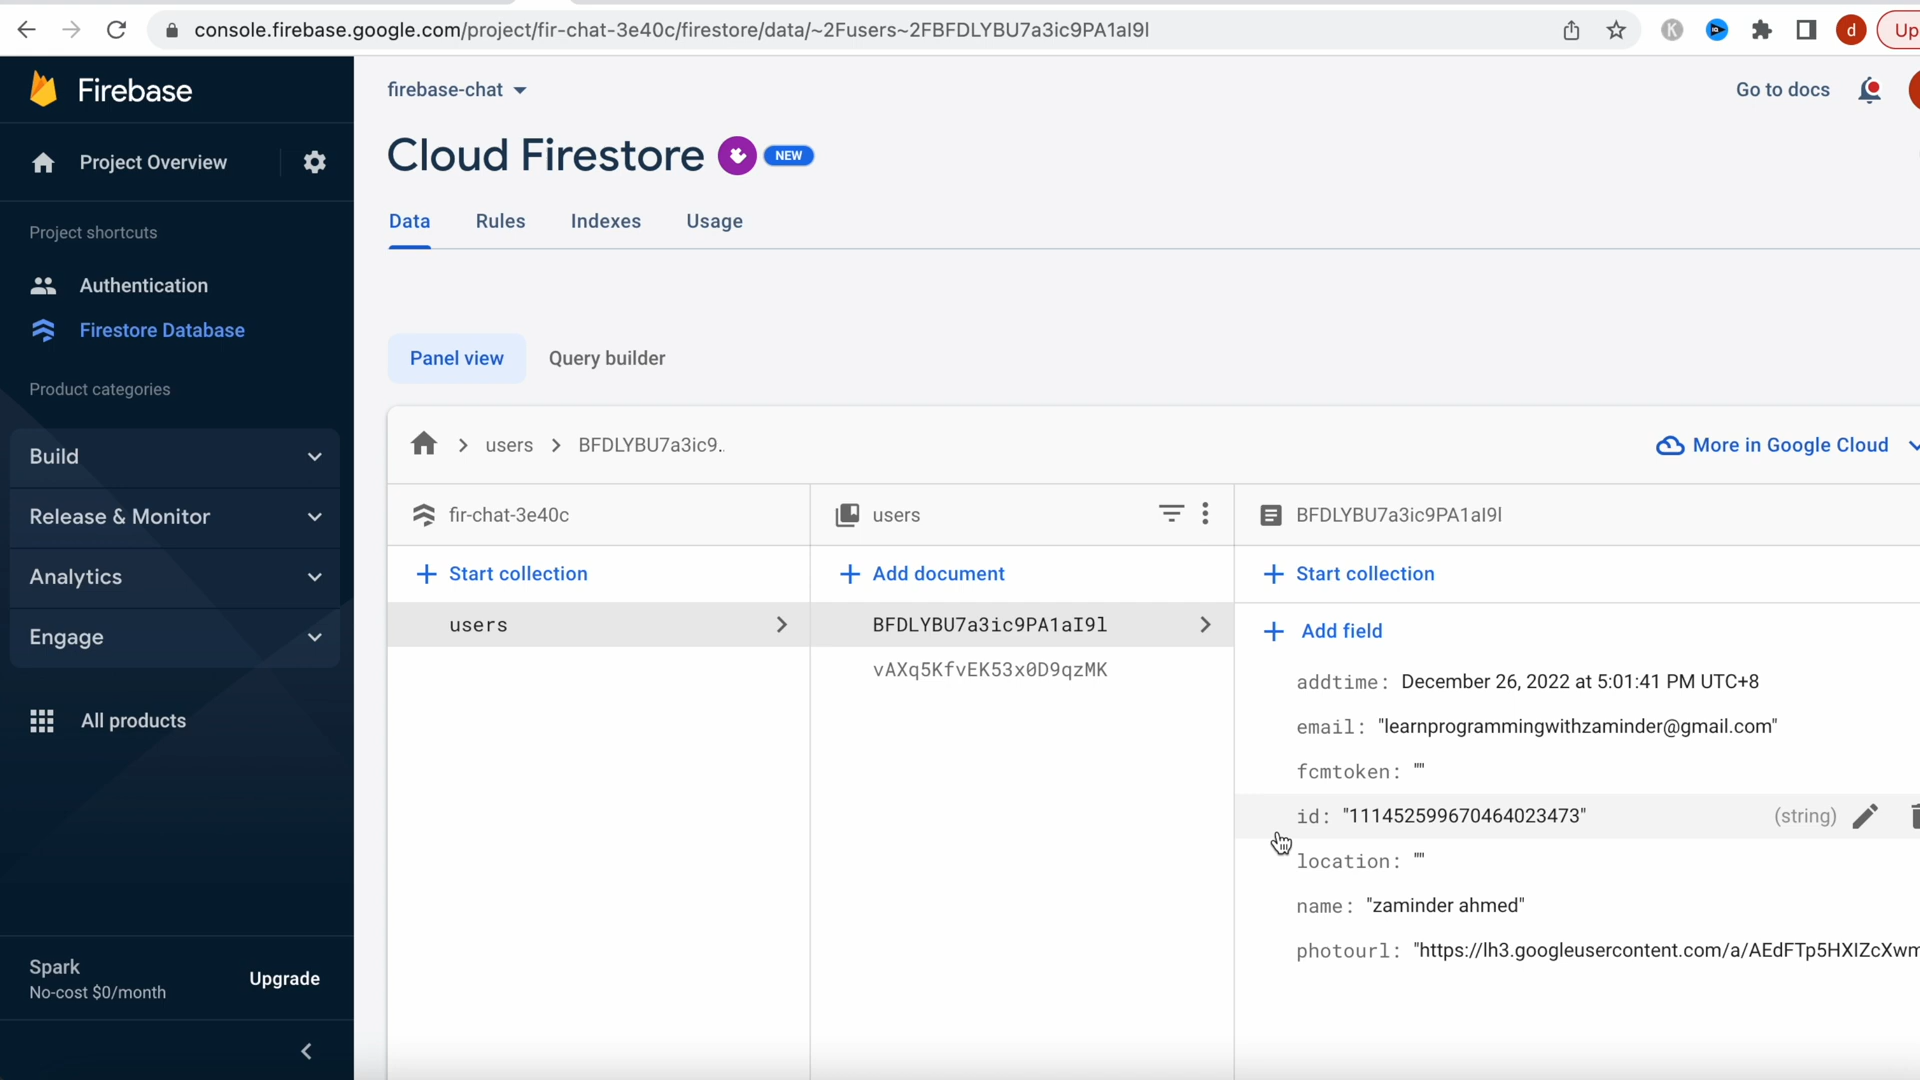 console.firebase.google.com/project/fir-chat-3e40c/firestore/data/~2Fusers~2FBFDLYBU7a3ic9PA1aI9l
K
d
Up
Firebase
firebase-chat
Go to docs
Project Overview
Cloud Firestore
NEW
Data Rules Indexes Usage
Project shortcuts
Authentication
Firestore Database
Panel view Query builder
Product categories
users
BFDLYBU7a3ic9..
More in Google Cloud
Build
Release & Monitor
Analytics
Engage
All products
fir-chat-3e40c
users
BFDLYBU7a3ic9PA1aI9l
Start collection
Add document
Start collection
users
BFDLYBU7a3ic9PA1aI9l
vAXq5KfvEK53x0D9qzMK
Add field
addtime: December 26, 2022 at 5:01:41 PM UTC+8
email: "learnprogrammingwithzaminder@gmail.com"
fcmtoken: ""
id: "111452599670464023473" (string)
location: ""
name: "zaminder ahmed"
photourl: "https://lh3.googleusercontent.com/a/AEdFTp5HXIZcXwm
Spark
No-cost $0/month
Upgrade